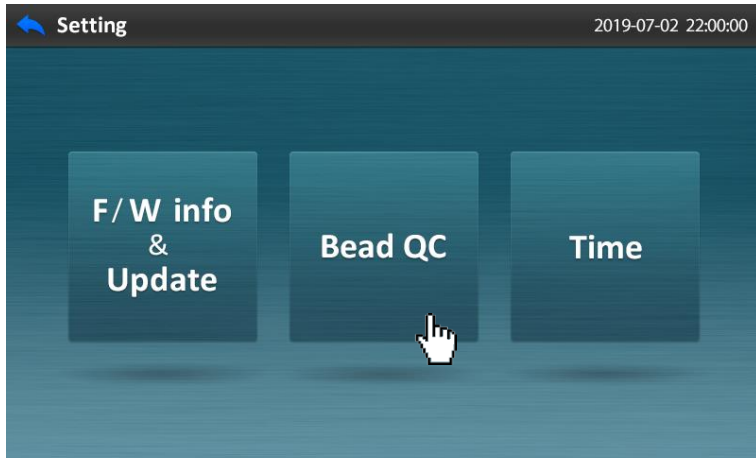 Setting
2019-07-02 22:00:00
F/W info
&
Update
Bead QC
Time